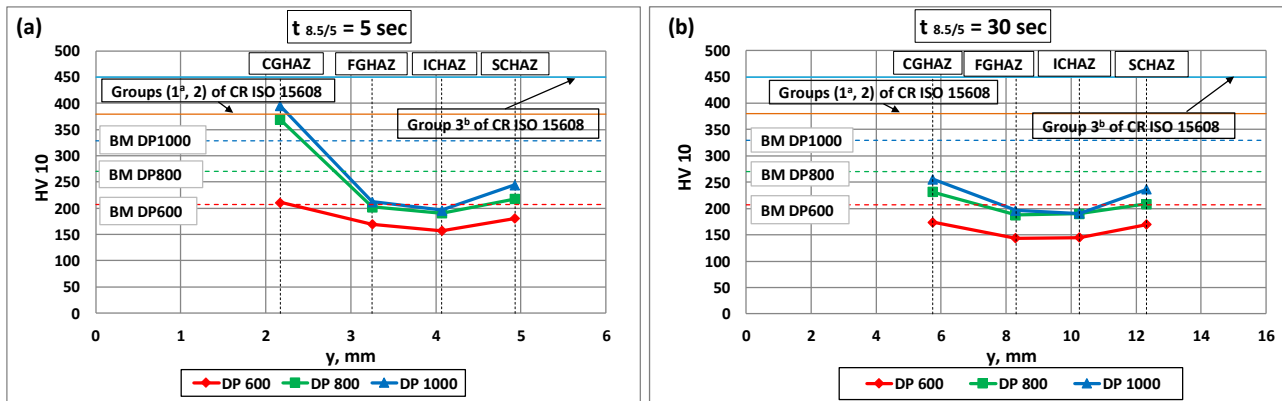 (a)
t 8.5/5 = 5 sec
500
450
400
350
300
250
200
150
100
50
0
HV 10
CGHAZ
FGHAZ
ICHAZ
SCHAZ
Groups (1ᵃ, 2) of CR ISO 15608
Group 3ᵇ of CR ISO 15608
BM DP1000
BM DP800
BM DP600
0 1 2 3 4 5 6
y, mm
DP 600 DP 800 DP 1000
(b)
t 8.5/5 = 30 sec
500
450
400
350
300
250
200
150
100
50
0
HV 10
CGHAZ
FGHAZ
ICHAZ
SCHAZ
Groups (1ᵃ, 2) of CR ISO 15608
Group 3ᵇ of CR ISO 15608
BM DP1000
BM DP800
BM DP600
0 2 4 6 8 10 12 14 16
y, mm
DP 600 DP 800 DP 1000